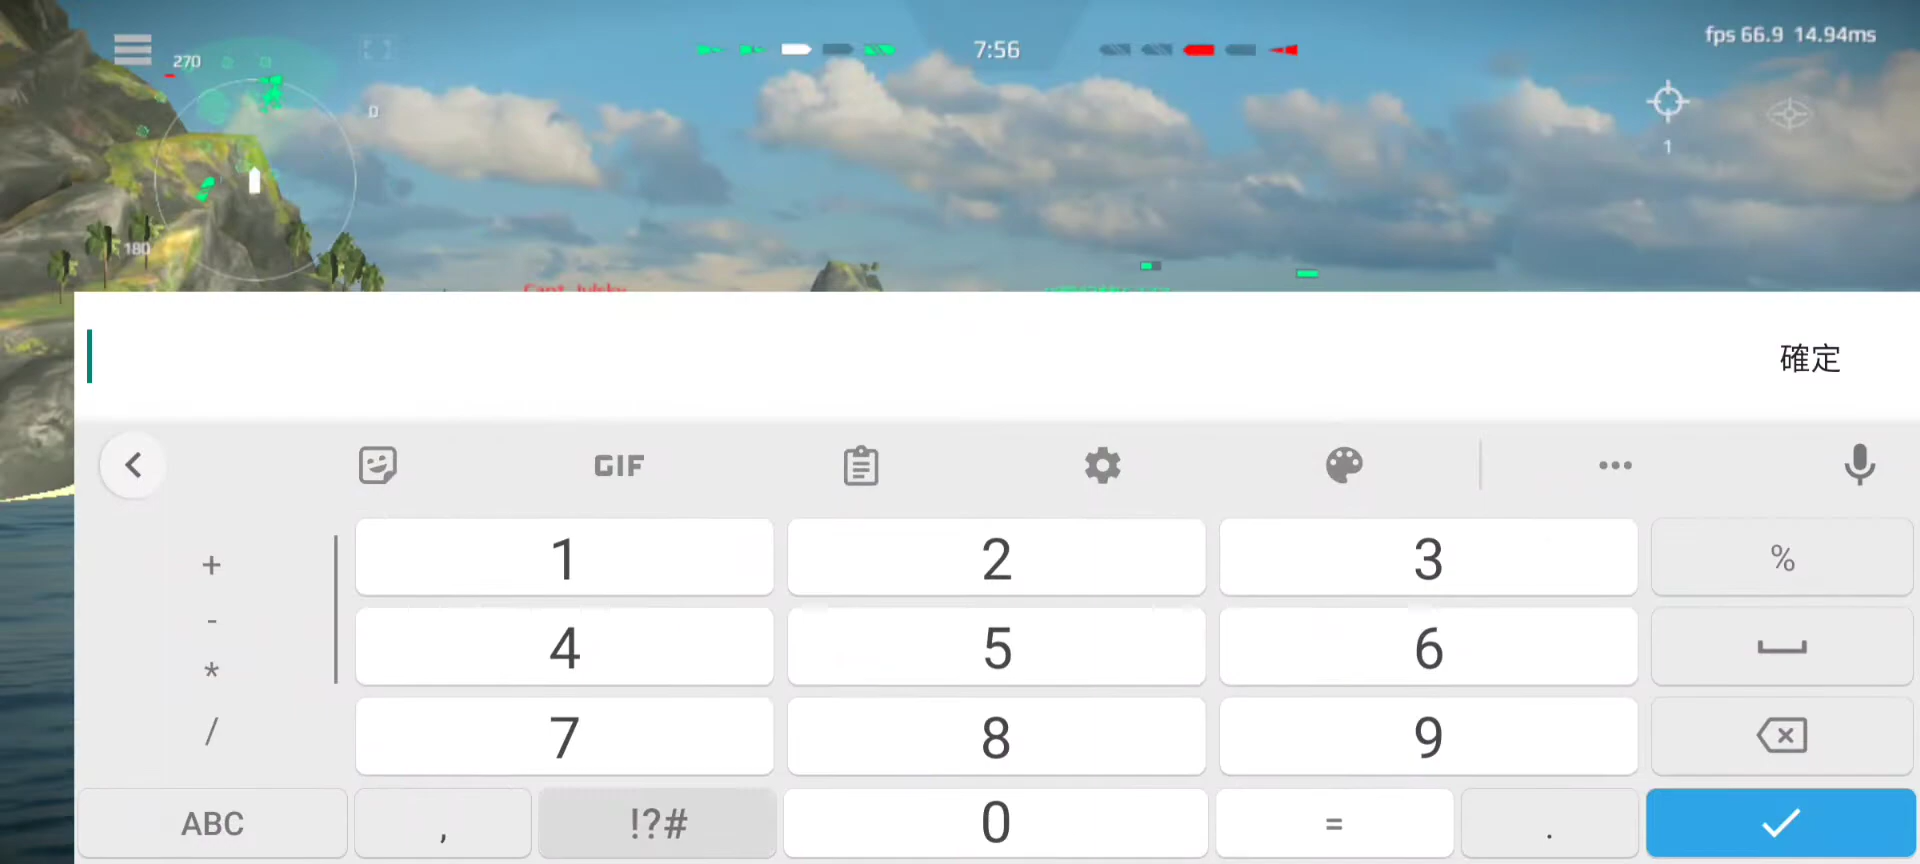 270
7:56
fps 66.9 14.94ms
D
1
180
Capt_Julsky
確定
GIF
+ 1 2 3 %
-
4 5 6
*
/ 7 8 9
ABC , !?# 0 = .